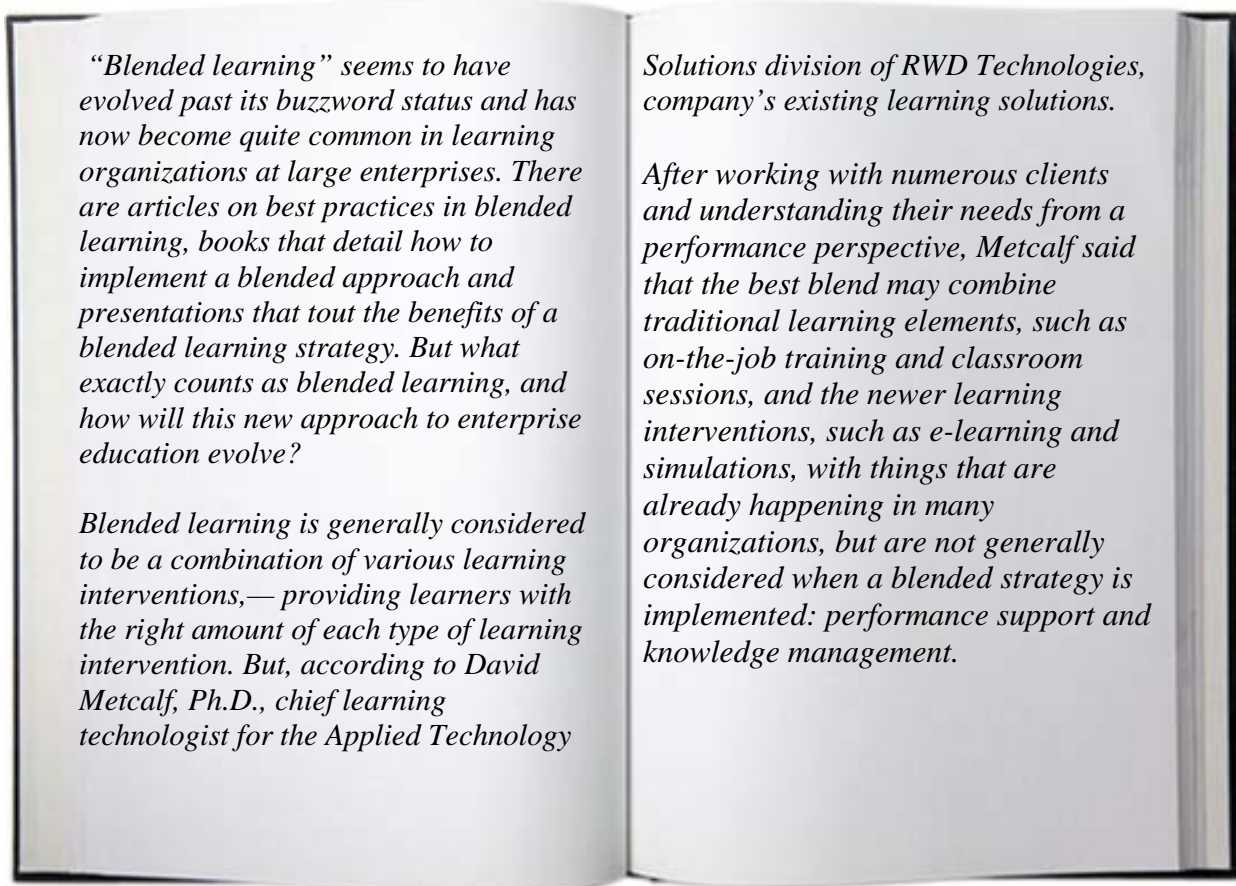 “Blended learning” seems to have
evolved past its buzzword status and has
now become quite common in learning
organizations at large enterprises. There
are articles on best practices in blended
learning, books that detail how to
implement a blended approach and
presentations that tout the benefits of a
blended learning strategy. But what
exactly counts as blended learning, and
how will this new approach to enterprise
education evolve?
Blended learning is generally considered
to be a combination of various learning
interventions,— providing learners with
the right amount of each type of learning
intervention. But, according to David
Metcalf, Ph.D., chief learning
technologist for the Applied Technology
Solutions division of RWD Technologies,
company’s existing learning solutions.
After working with numerous clients
and understanding their needs from a
performance perspective, Metcalf said
that the best blend may combine
traditional learning elements, such as
on-the-job training and classroom
sessions, and the newer learning
interventions, such as e-learning and
simulations, with things that are
already happening in many
organizations, but are not generally
considered when a blended strategy is
implemented: performance support and
knowledge management.